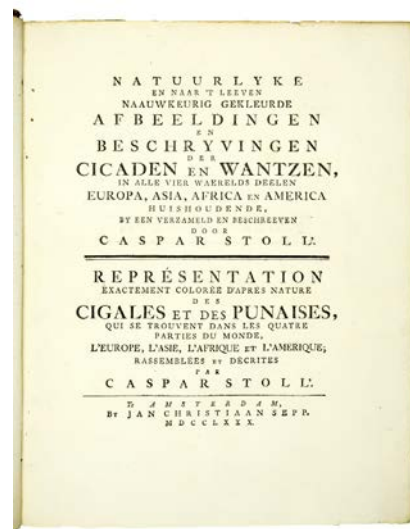 NATUURLYKE
EN NAAR 'T LEEVEN
NAAUWKEURIG GEKLEURDE
AFBEELDINGEN
EN
BESCHRYVINGEN
DER
CICADEN EN WANTZEN,
IN ALLE VIER WAERELDS DEELEN
EUROPA, ASIA, AFRICA EN AMERICA
HUISHOUDENDE,
BY EEN VERZAMELD EN BESCHREEVEN
DOOR
CASPAR STOLL.
REPRÉSENTATION
EXACTEMENT COLORÉE D'APRES NATURE
DES
CIGALES ET DES PUNAISES,
QUI SE TROUVENT DANS LES QUATRE
PARTIES DU MONDE,
L'EUROPE, L'ASIE, L'AFRIQUE ET L'AMERIQUE;
RASSEMBLÉES ET DÉCRITES
PAR
CASPAR STOLL.
Te AMSTERDAM,
By JAN CHRISTIAAN SEPP.
MDCCLXXX.